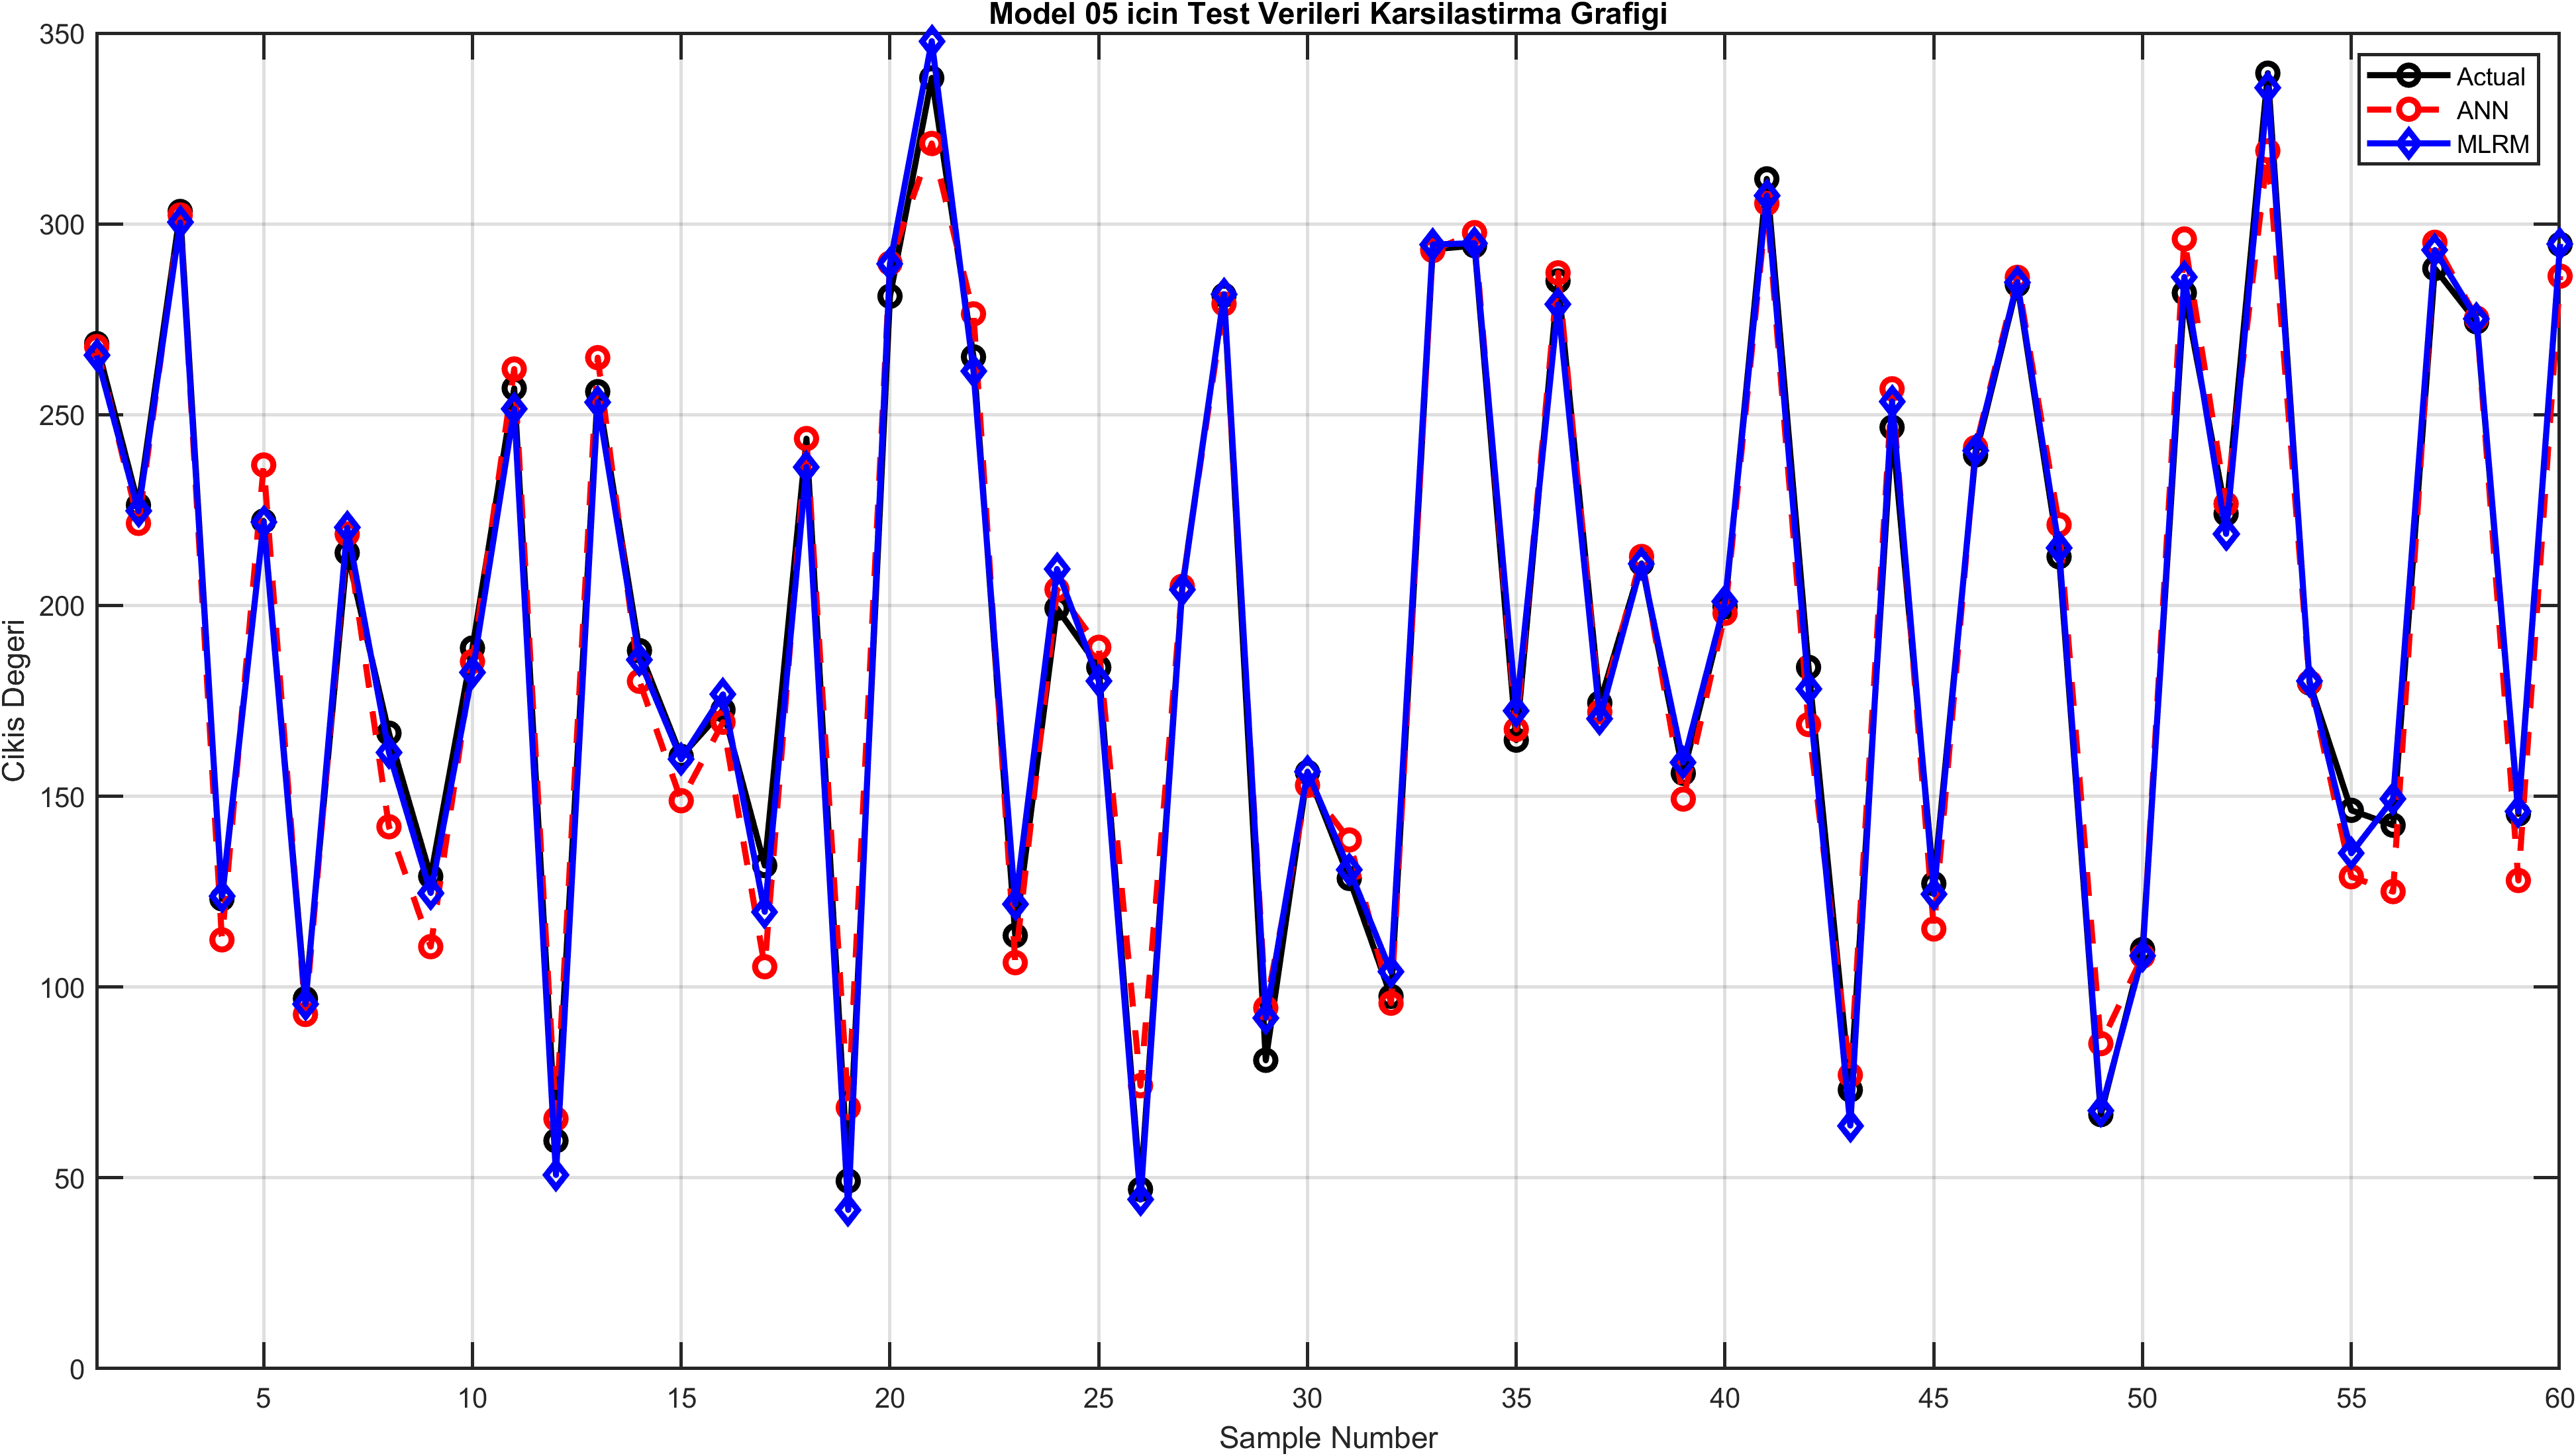 Model 05 icin Test Verileri Karsilastirma Grafigi
350
300
250
200
150
100
50
0
Cikis Degeri
Actual
ANN
MLRM
5 10 15 20 25 30 35 40 45 50 55 60
Sample Number